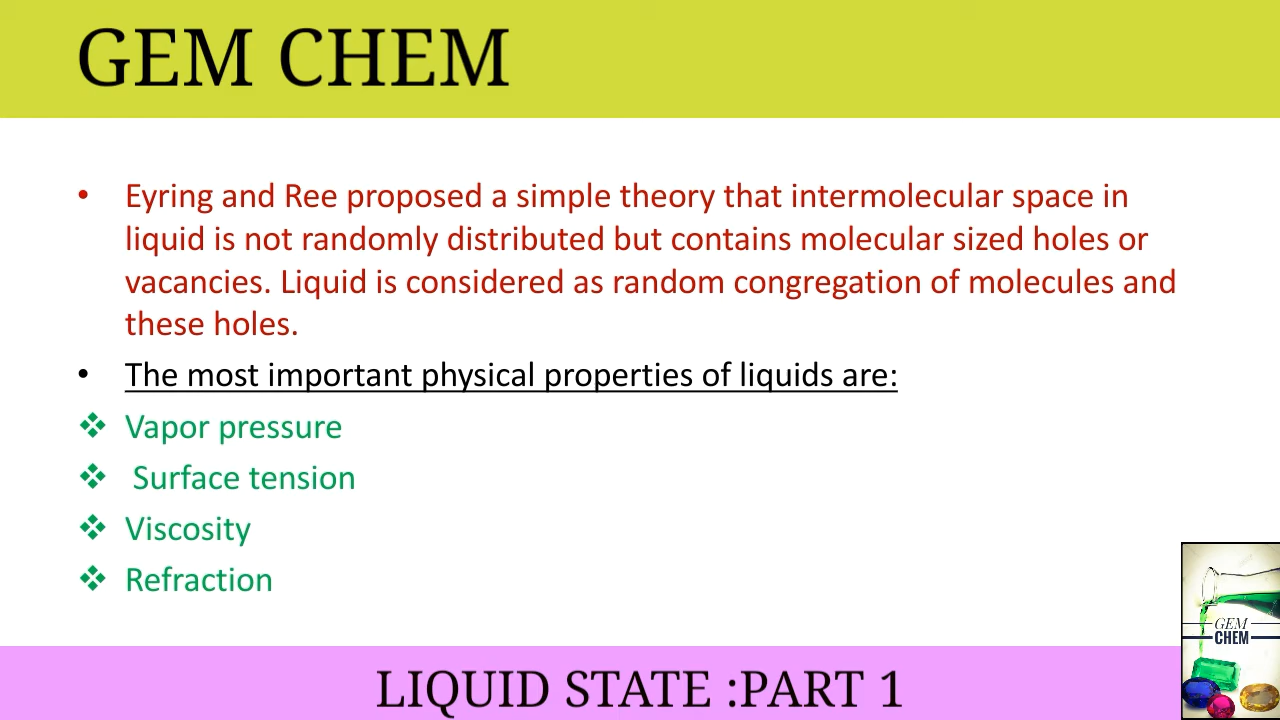 GEM CHEM
• Eyring and Ree proposed a simple theory that intermolecular space in
liquid is not randomly distributed but contains molecular sized holes or
vacancies. Liquid is considered as random congregation of molecules and
these holes.
• The most important physical properties of liquids are:
❖ Vapor pressure
❖ Surface tension
❖ Viscosity
❖ Refraction
GEM
CHEM
LIQUID STATE :PART 1